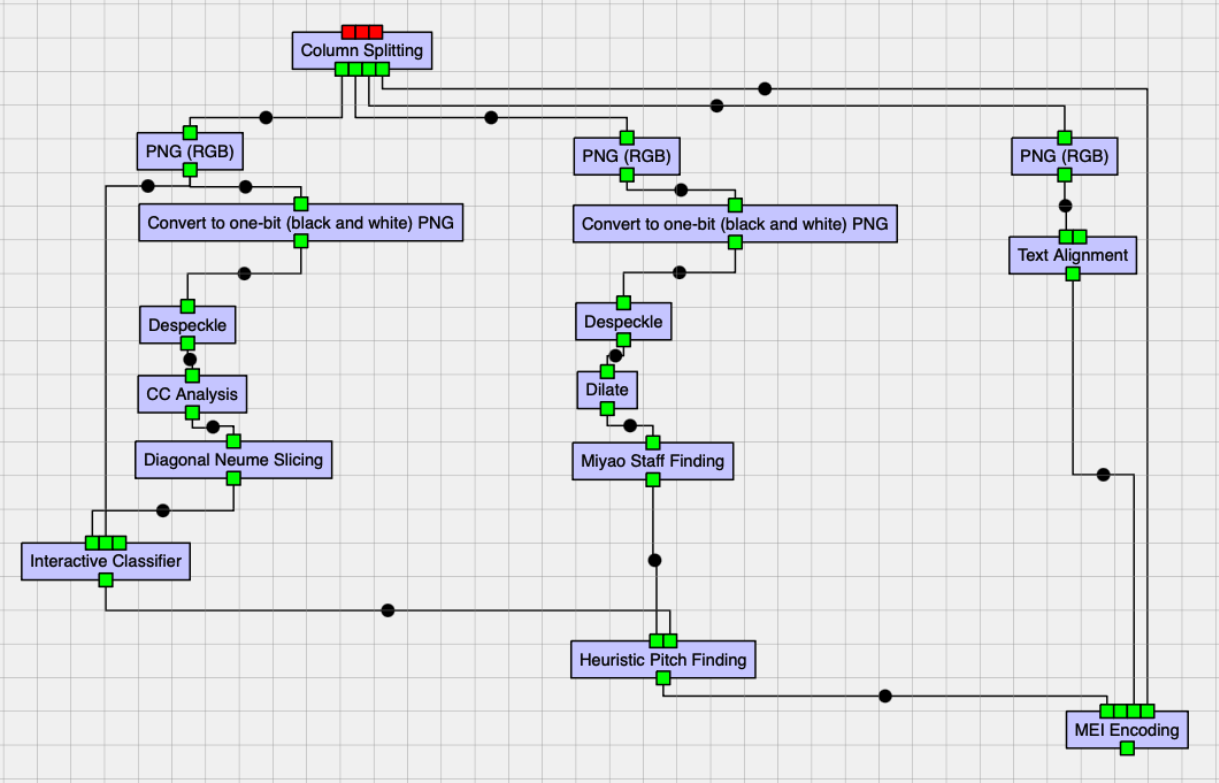 Column Splitting
PNG (RGB)
PNG (RGB)
PNG (RGB)
Convert to one-bit (black and white) PNG
Convert to one-bit (black and white) PNG
Text Alignment
Despeckle
Despeckle
CC Analysis
Dilate
Diagonal Neume Slicing
Miyao Staff Finding
Interactive Classifier
Heuristic Pitch Finding
MEI Encoding